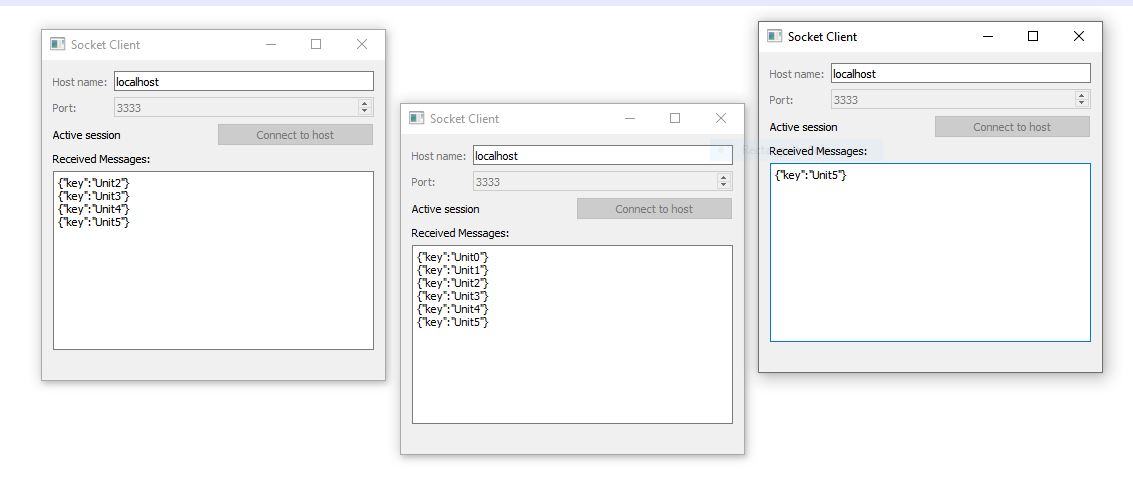 Socket Client
Host name: localhost
Port: 3333
Active session Connect to host
Received Messages:
{"key":"Unit2"}
{"key":"Unit3"}
{"key":"Unit4"}
{"key":"Unit5"}
Socket Client
Host name: localhost
Port: 3333
Active session Connect to host
Received Messages:
{"key":"Unit0"}
{"key":"Unit1"}
{"key":"Unit2"}
{"key":"Unit3"}
{"key":"Unit4"}
{"key":"Unit5"}
Socket Client
Host name: localhost
Port: 3333
Active session Connect to host
Received Messages:
{"key":"Unit5"}